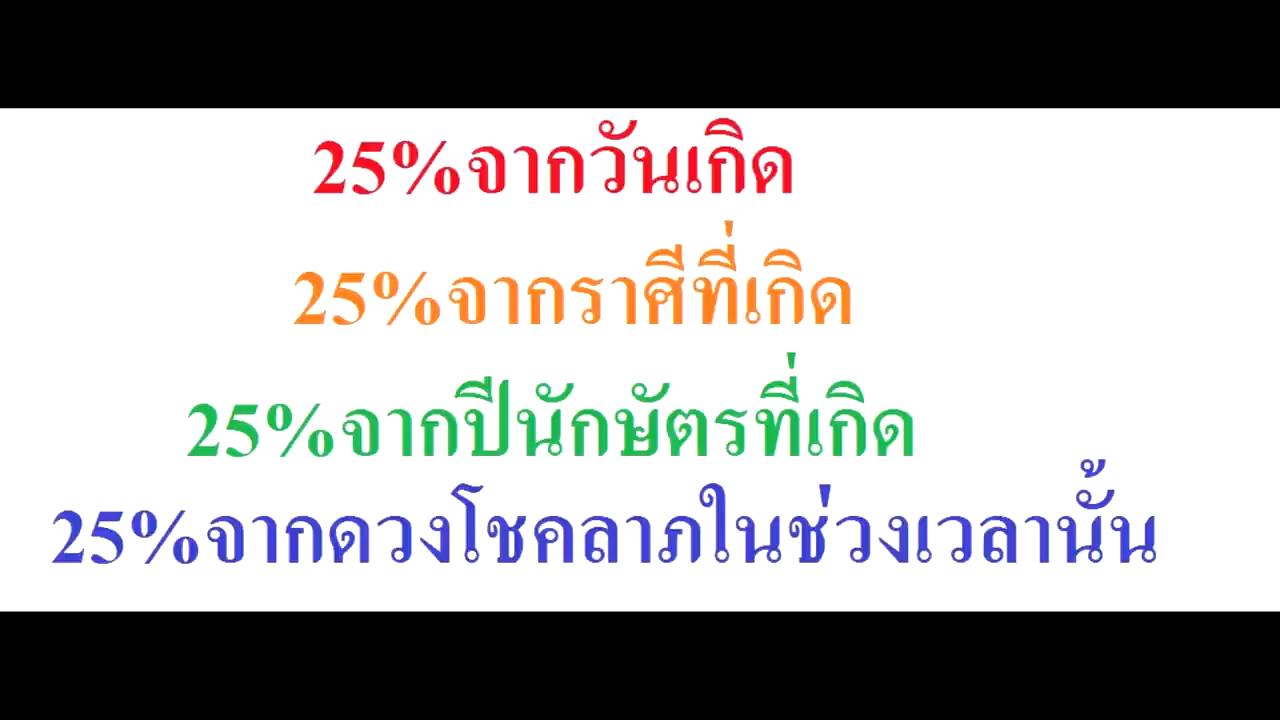 25%จากวันเกิด
25%จากราศีที่เกิด
25%จากปีนักษัตรที่เกิด
25%จากดวงโชคลาภในช่วงเวลานั้น